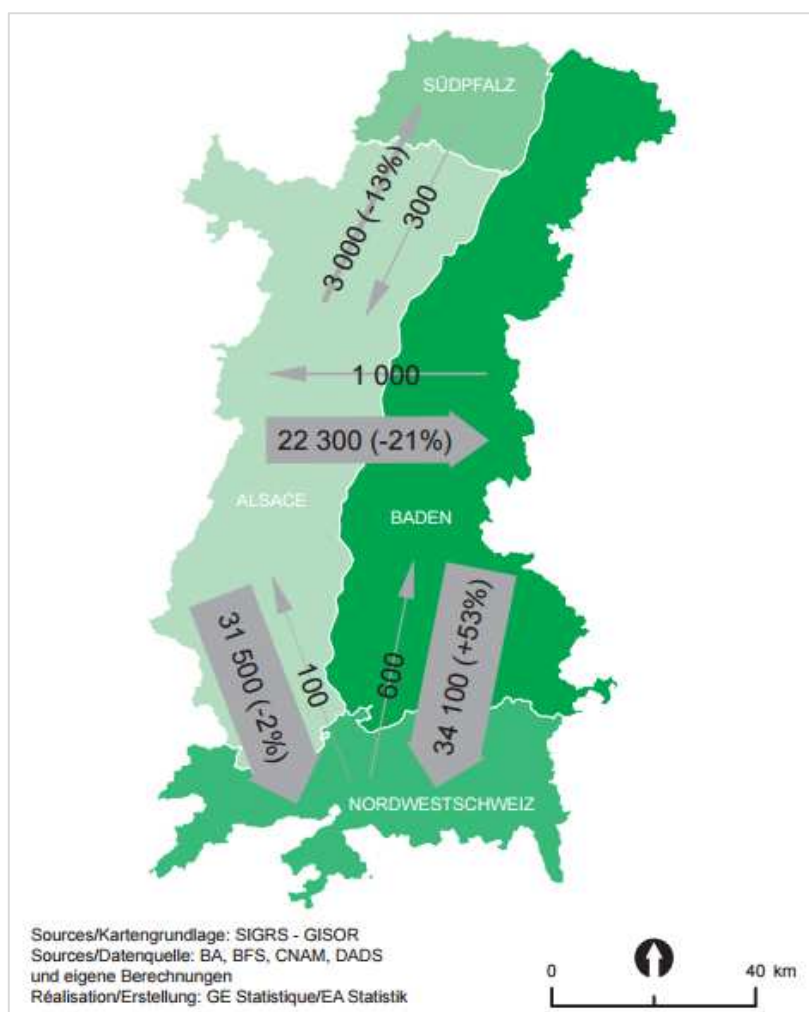 SÜDPFALZ
3 000 (-13%)
300
1 000
22 300 (-21%)
ALSACE
BADEN
31 500 (-2%)
100
600
34 100 (+53%)
NORDWESTSCHWEIZ
Sources/Kartengrundlage: SIGRS - GISOR
Sources/Datenquelle: BA, BFS, CNAM, DADS
und eigene Berechnungen
Réalisation/Erstellung: GE Statistique/EA Statistik
0 40 km